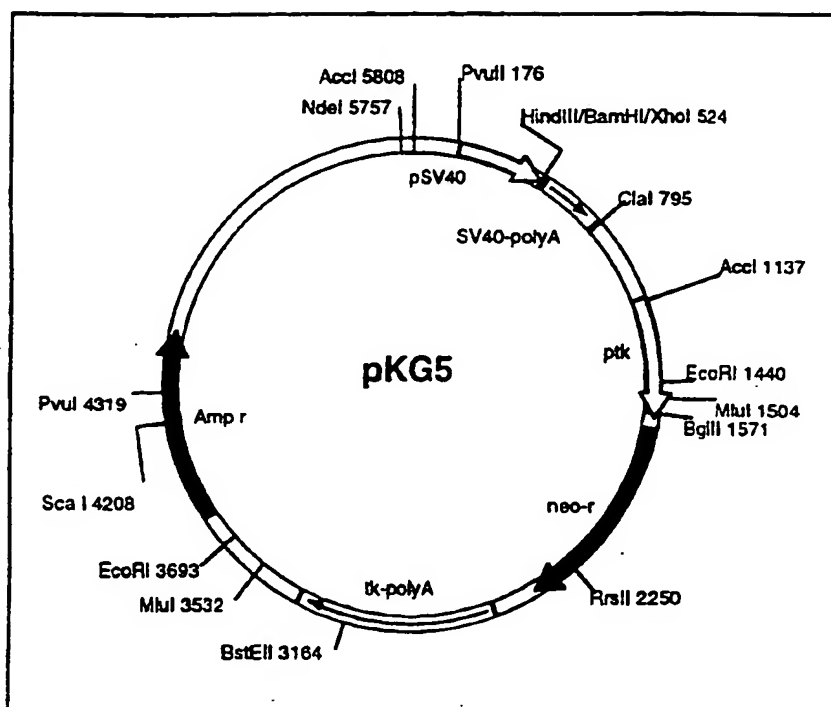 AccI 5808
NdeI 5757
PvuII 176
HindIII/BamHI/XhoI 524
pSV40
SV40-polyA
ClaI 795
AccI 1137
ptk
EcoRI 1440
MluI 1504
BglII 1571
neo-r
RrsII 2250
tk-polyA
BstEII 3164
MluI 3532
EcoRI 3693
Sca I 4208
PvuI 4319
Amp r
pKG5